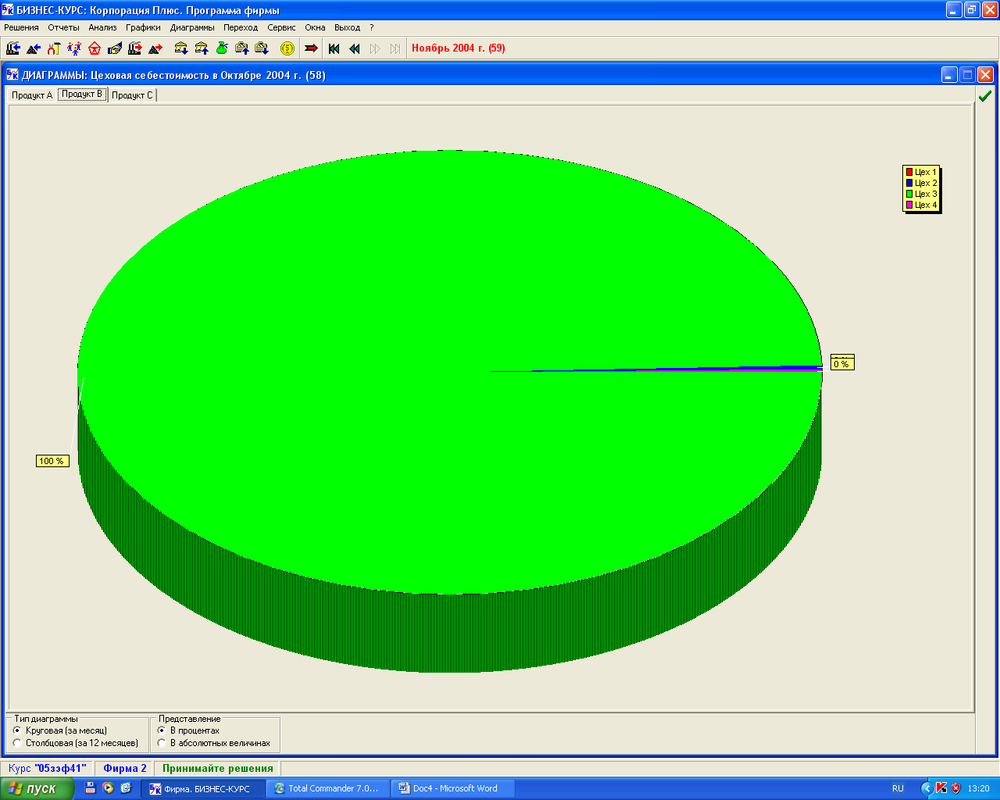 БИЗНЕС-КУРС: Корпорация Плюс. Программа фирмы
Решения Отчеты Анализ Графики Диаграммы Переход Сервис Окна Выход ?
Ноябрь 2004 г. (59)
ДИАГРАММЫ: Цеховая себестоимость в Октябре 2004 г. (58)
Продукт A Продукт B Продукт C
Цех 1
Цех 2
Цех 3
Цех 4
0 %
100 %
Тип диаграммы Представление
Круговая (за месяц) В процентах
Столбцовая (за 12 месяцев) В абсолютных величинах
Курс "05зэф41" Фирма 2 Принимайте решения
пуск Фирма. БИЗНЕС-КУРС Total Commander 7.0... Doc4 - Microsoft Word RU 13:20